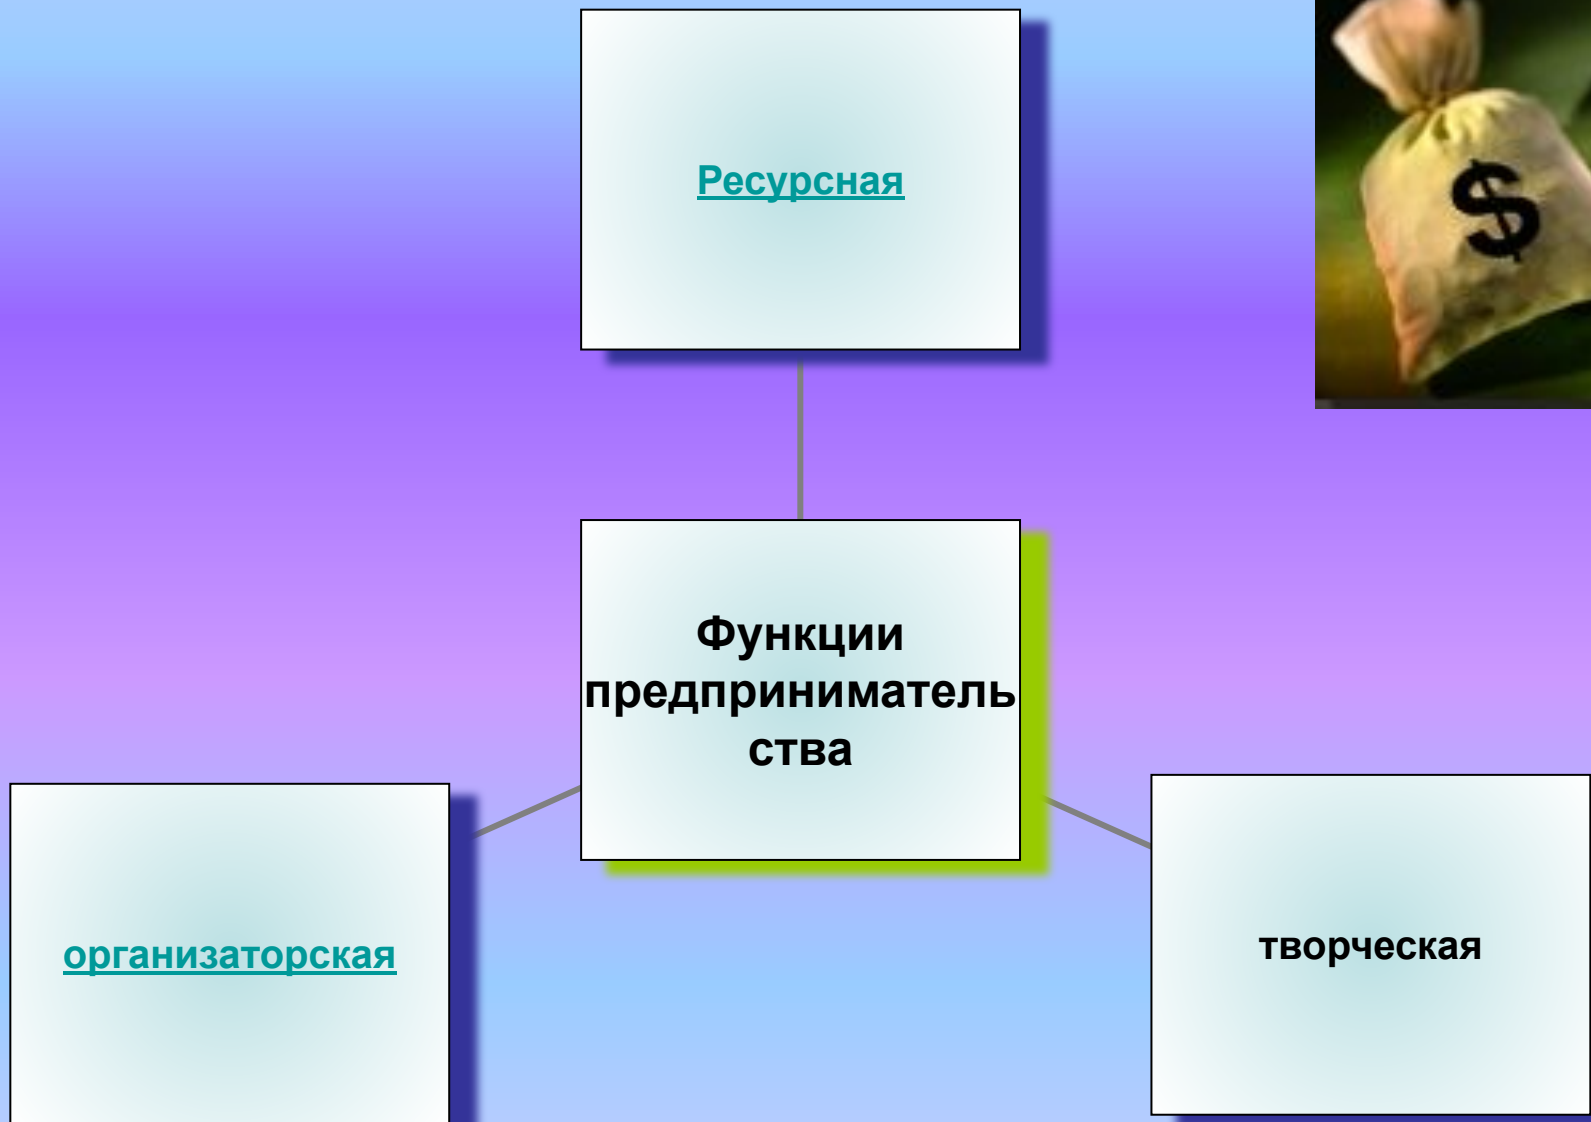 Ресурсная
$
Функции
предприниматель
ства
организаторская
творческая